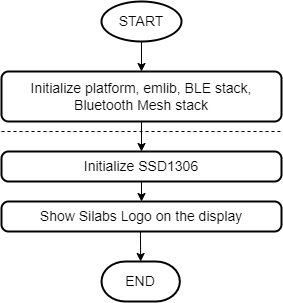 START
Initialize platform, emlib, BLE stack,
Bluetooth Mesh stack
Initialize SSD1306
Show Silabs Logo on the display
END